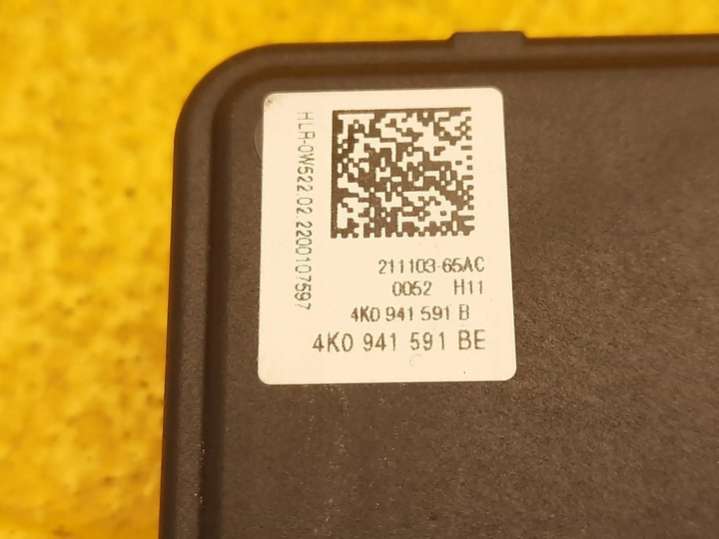 HLR-0W522.02.2200107597
211103-65AC
0052 H11
4K0 941 591 B
4K0 941 591 BE